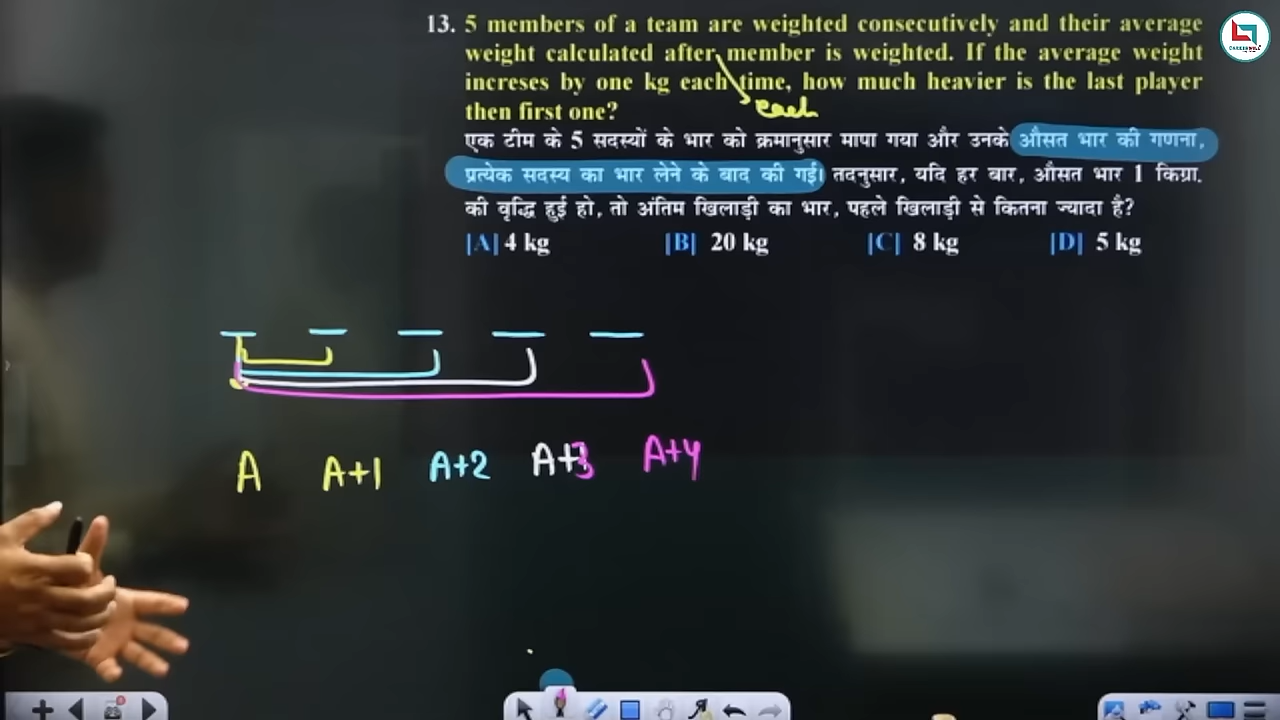 13. 5 members of a team are weighted consecutively and their average
weight calculated after member is weighted. If the average weight
increses by one kg each time, how much heavier is the last player
each
then first one?
एक टीम के 5 सदस्यों के भार को क्रमानुसार मापा गया और उनके औसत भार की गणना,
प्रत्येक सदस्य का भार लेने के बाद की गई। तदनुसार, यदि हर बार, औसत भार 1 किग्रा.
की वृद्धि हुई हो, तो अंतिम खिलाड़ी का भार, पहले खिलाड़ी से कितना ज्यादा है?
[A] 4 kg [B] 20 kg [C] 8 kg [D] 5 kg
A A+1 A+2 A+3 A+4